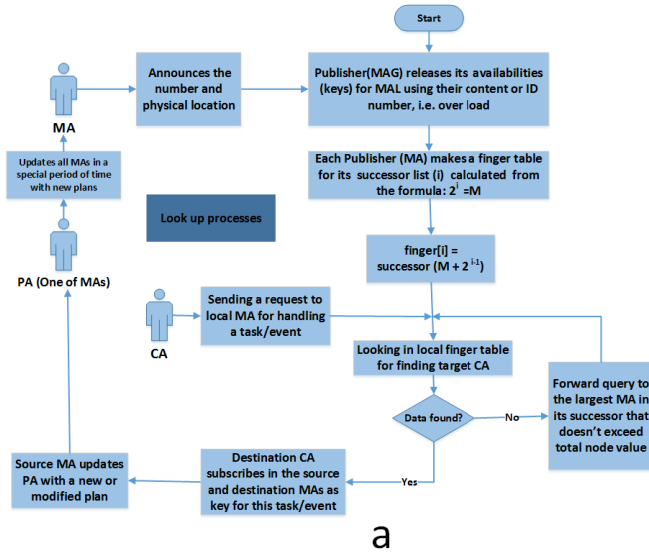 Start
Announces the
number and
physical location
Publisher(MAG) releases its availabilities
(keys) for MAL using their content or ID
number, i.e. over load
MA
Updates all MAs in a
special period of time
with new plans
Each Publisher (MA) makes a finger table
for its successor list (i) calculated from
the formula: 2^i =M
Look up processes
PA (One of MAs)
finger[i] =
successor (M + 2^i-1)
Sending a request to
local MA for handling
a task/event
CA
Looking in local finger table
for finding target CA
Forward query to
the largest MA in
its successor that
doesn't exceed
total node value
Data found?
No
Yes
Destination CA
subscribes in the source
and destination MAs as
key for this task/event
Source MA updates
PA with a new or
modified plan
a